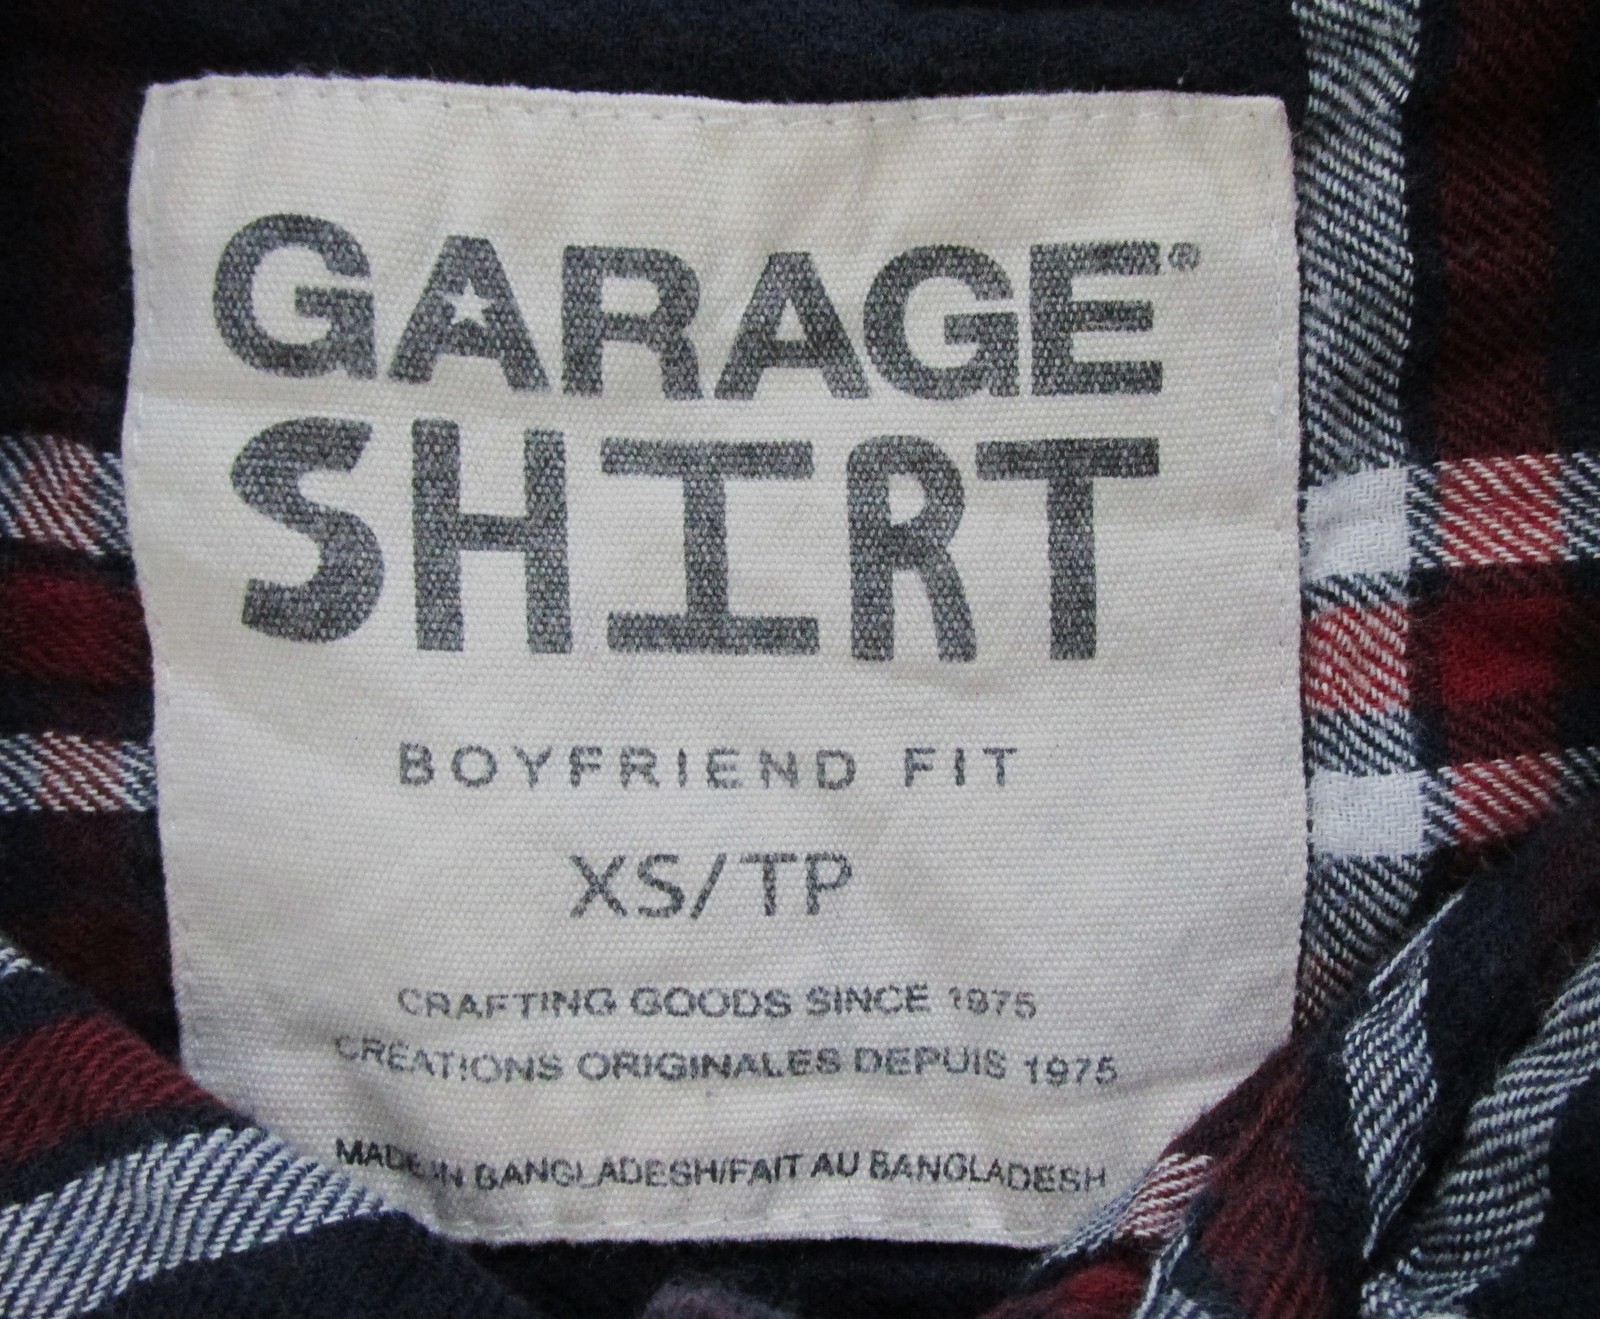 GARAGE®
SHIRT
BOYFRIEND FIT
XS/TP
CRAFTING GOODS SINCE 1975
CRÉATIONS ORIGINALES DEPUIS 1975
MADE IN BANGLADESH/FAIT AU BANGLADESH